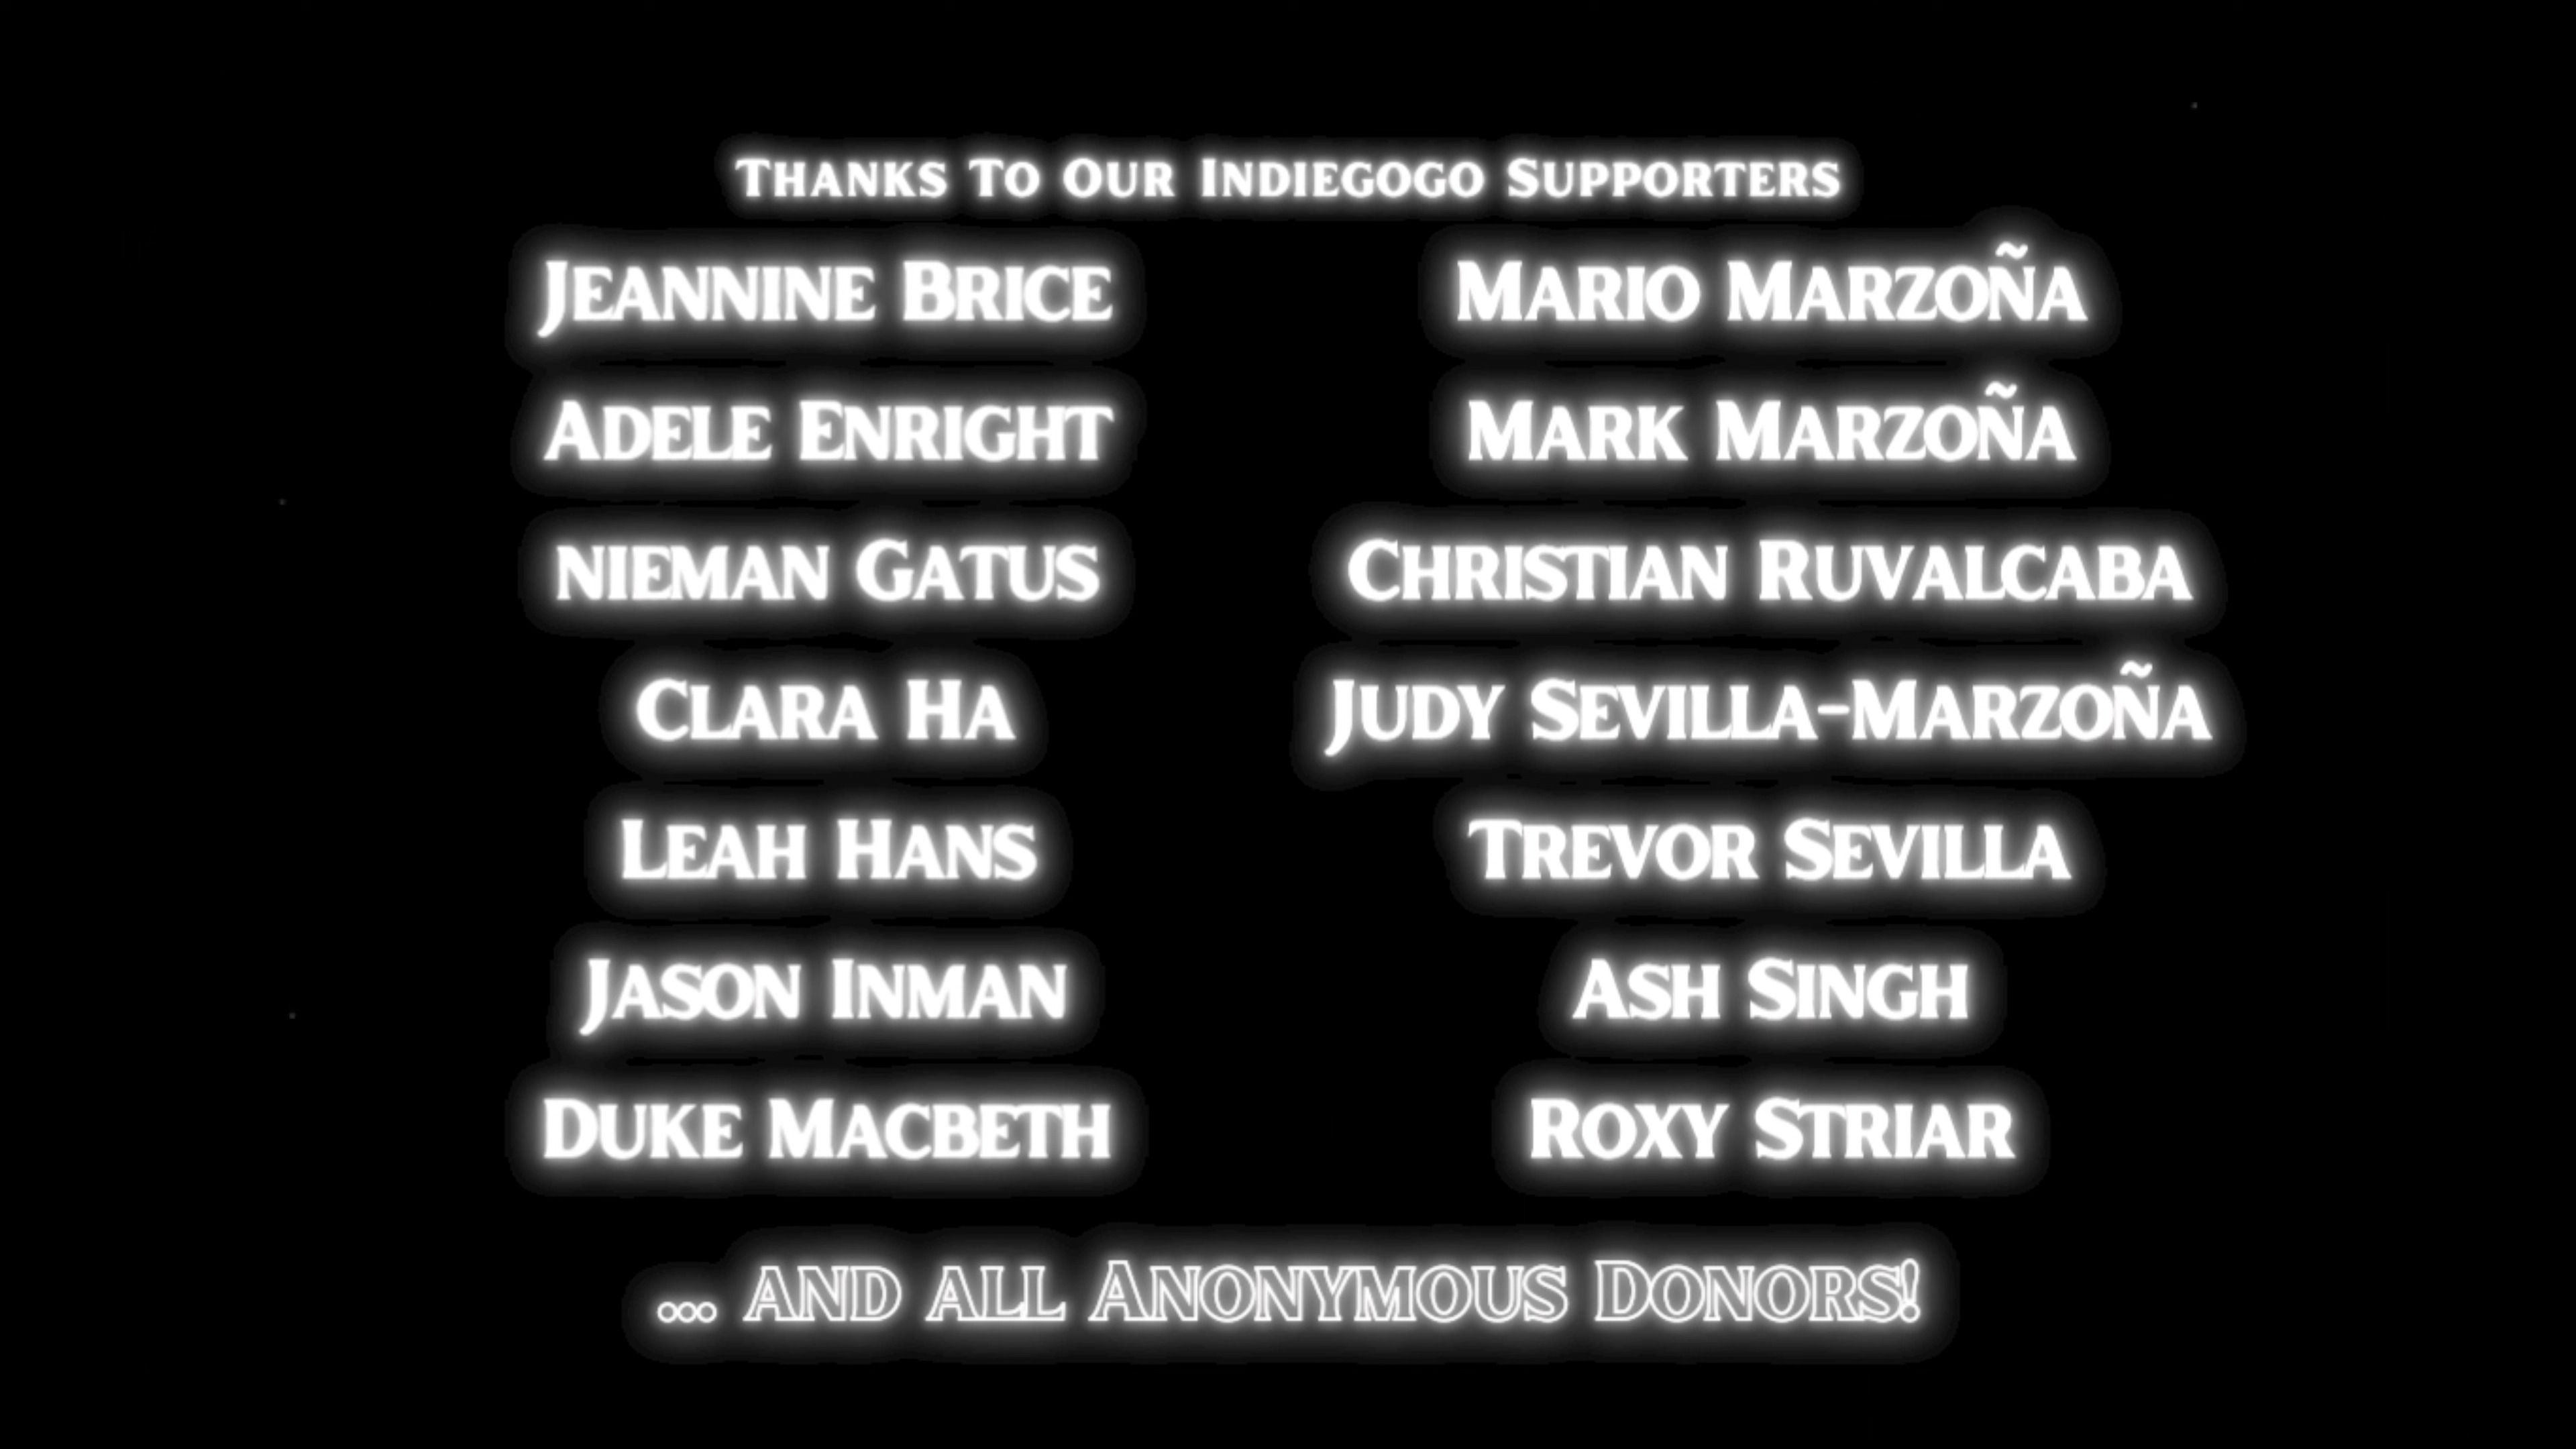 Thanks To Our Indiegogo Supporters
Jeannine Brice
Adele Enright
nieman Gatus
Clara Ha
Leah Hans
Jason Inman
Duke Macbeth
Mario Marzoña
Mark Marzoña
Christian Ruvalcaba
Judy Sevilla-Marzoña
Trevor Sevilla
Ash Singh
Roxy Striar
... and all Anonymous Donors!